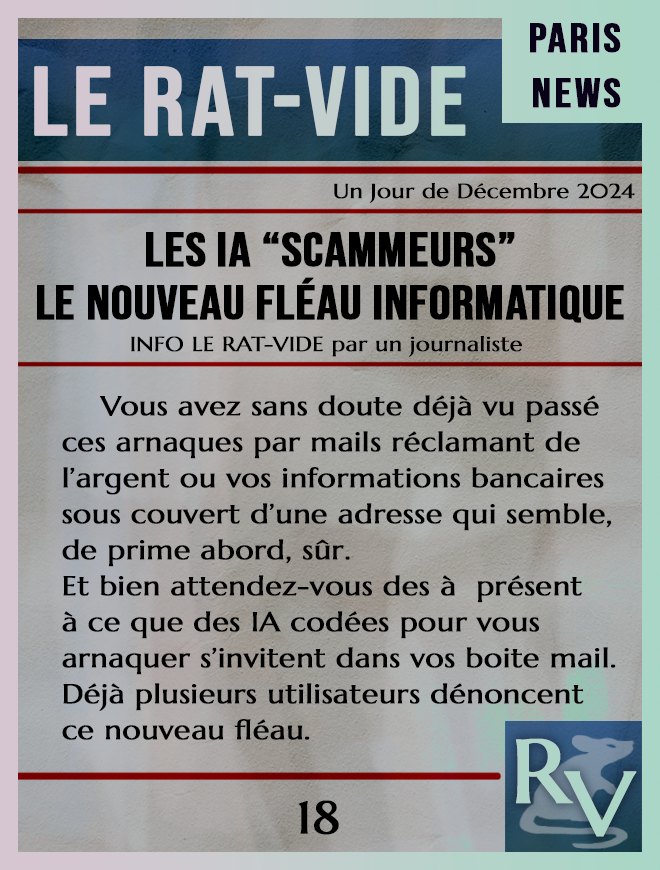 PARIS
NEWS
LE RAT-VIDE
Un Jour de Décembre 2024
LES IA “SCAMMEURS”
LE NOUVEAU FLÉAU INFORMATIQUE
INFO LE RAT-VIDE par un journaliste
Vous avez sans doute déjà vu passé
ces arnaques par mails réclamant de
l’argent ou vos informations bancaires
sous couvert d’une adresse qui semble,
de prime abord, sûr.
Et bien attendez-vous des à  présent
à ce que des IA codées pour vous
arnaquer s’invitent dans vos boite mail.
Déjà plusieurs utilisateurs dénoncent
ce nouveau fléau.
RV
18